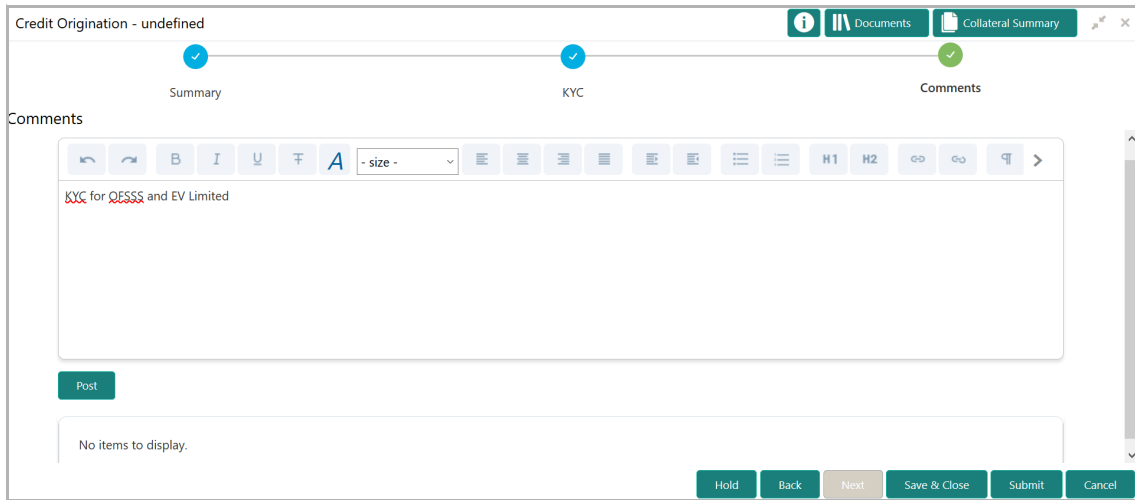 Credit Origination - undefined
Documents
Collateral Summary
Summary
KYC
Comments
Comments
B I U T A - size - H1 H2 ¶
KYC for OFSSS and EV Limited
Post
No items to display.
Hold Back Next Save & Close Submit Cancel